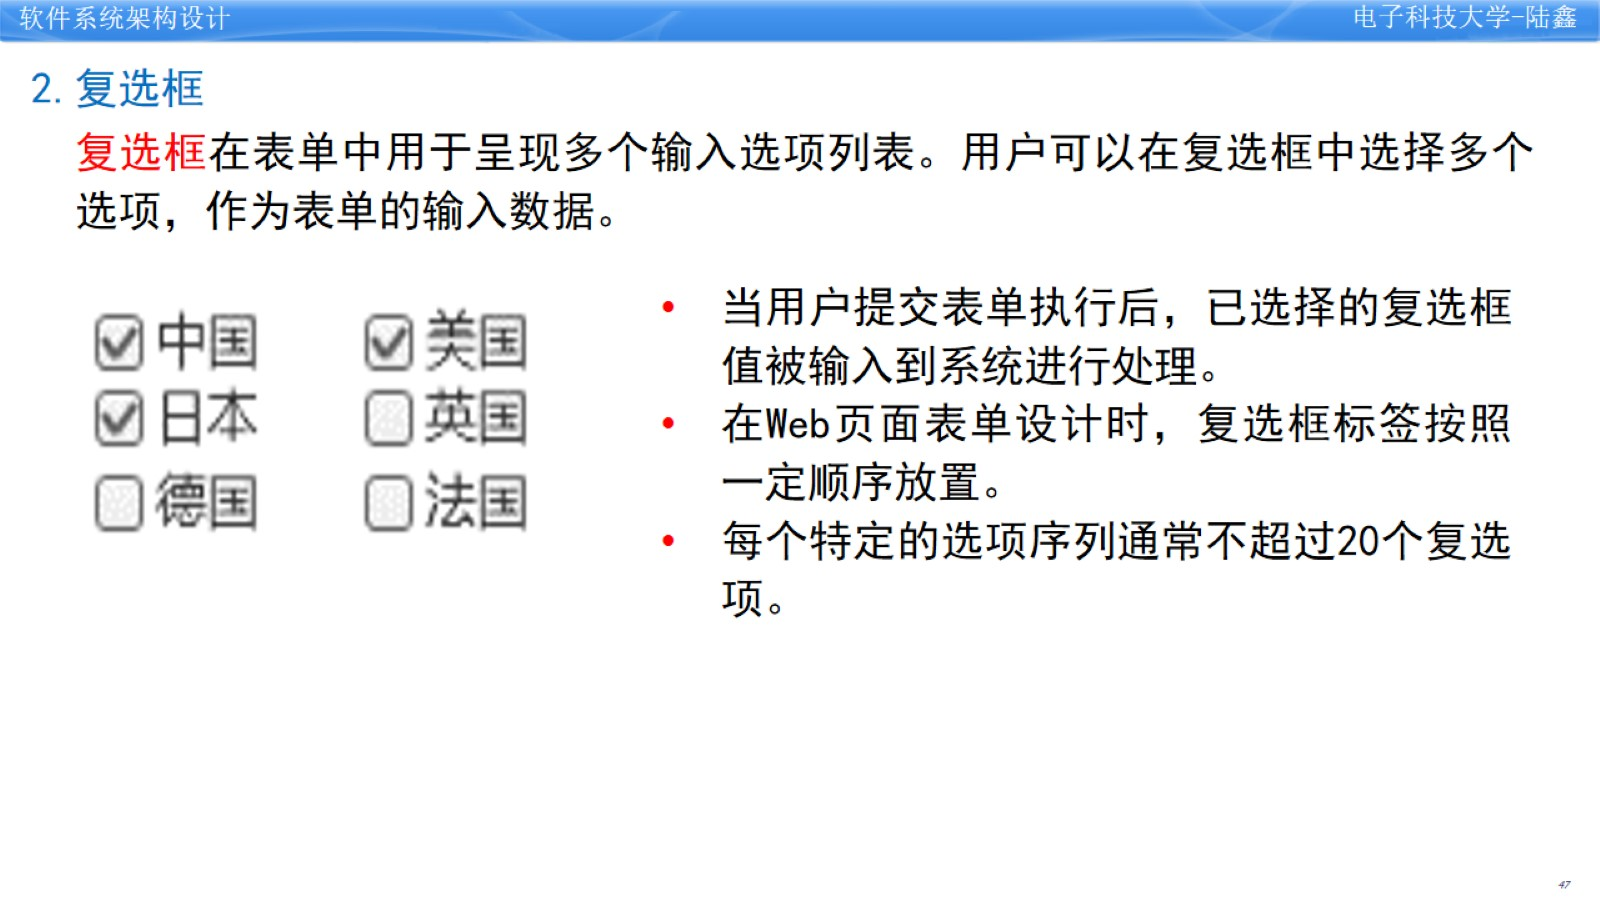 软件系统架构设计
电子科技大学-陆鑫
2. 复选框
复选框在表单中用于呈现多个输入选项列表。用户可以在复选框中选择多个
选项，作为表单的输入数据。
中国 美国
日本 英国
德国 法国
• 当用户提交表单执行后，已选择的复选框
值被输入到系统进行处理。
• 在Web页面表单设计时，复选框标签按照
一定顺序放置。
• 每个特定的选项序列通常不超过20个复选
项。
47